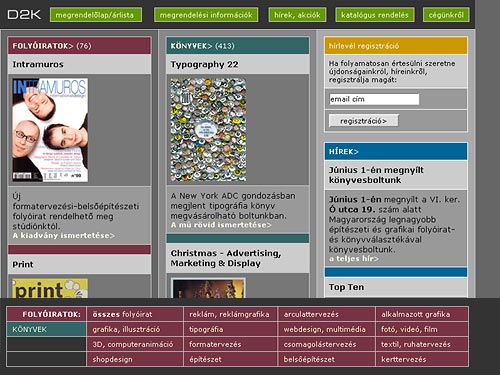 D2K
megrendelőlap/árlista
megrendelési információk
hírek, akciók
katalógus rendelés
cégünkről
FOLYÓIRATOK> (76)
Intramuros
INTRAMUROS
Új
formatervezési-belsőépítészeti
folyóirat rendelhető meg
stúdiónktól.
A kiadvány ismertetése>
Print
print
KÖNYVEK> (413)
Typography 22
A New York ADC gondozásban
megjlent tipográfia könyv
megvásárolható boltunkban.
A mű rövid ismertetése>
Christmas - Advertising,
Marketing & Display
hírlevél regisztráció
Ha folyamatosan értesülni szeretne
újdonságainkról, híreinkről,
regisztrálja magát:
email cím
regisztráció>
HÍREK>
Június 1-én megnyílt
könyvesboltunk
Június 1-én megnyílt a VI. ker.
Ó utca 19. szám alatt
Magyarország legnagyobb
építészeti és grafikai folyóirat-
és könyválasztékával
könyvesboltunk.
a teljes hír>
Top Ten
FOLYÓIRATOK:
összes folyóirat
reklám, reklámgrafika
arculattervezés
alkalmazott grafika
KÖNYVEK
grafika, illusztráció
tipográfia
webdesign, multimédia
fotó, videó, film
3D, computeranimáció
formatervezés
csomagolástervezés
textil, ruhatervezés
shopdesign
építészet
belsőépítészet
kerttervezés